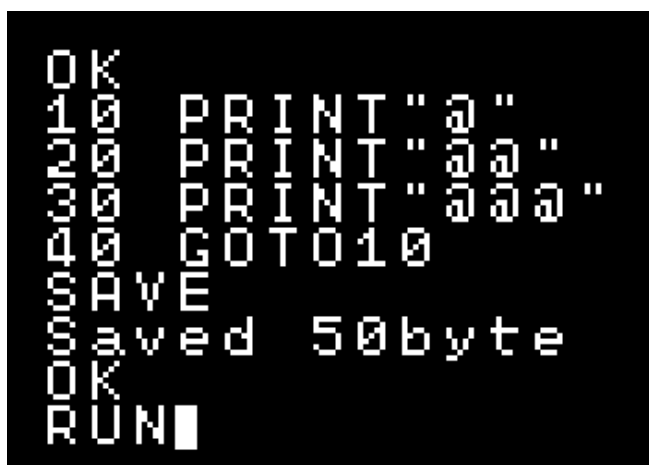 OK
10 PRINT"@"
20 PRINT"@@"
30 PRINT"@@@"
40 GOTO10
SAVE
Saved 50byte
OK
RUN